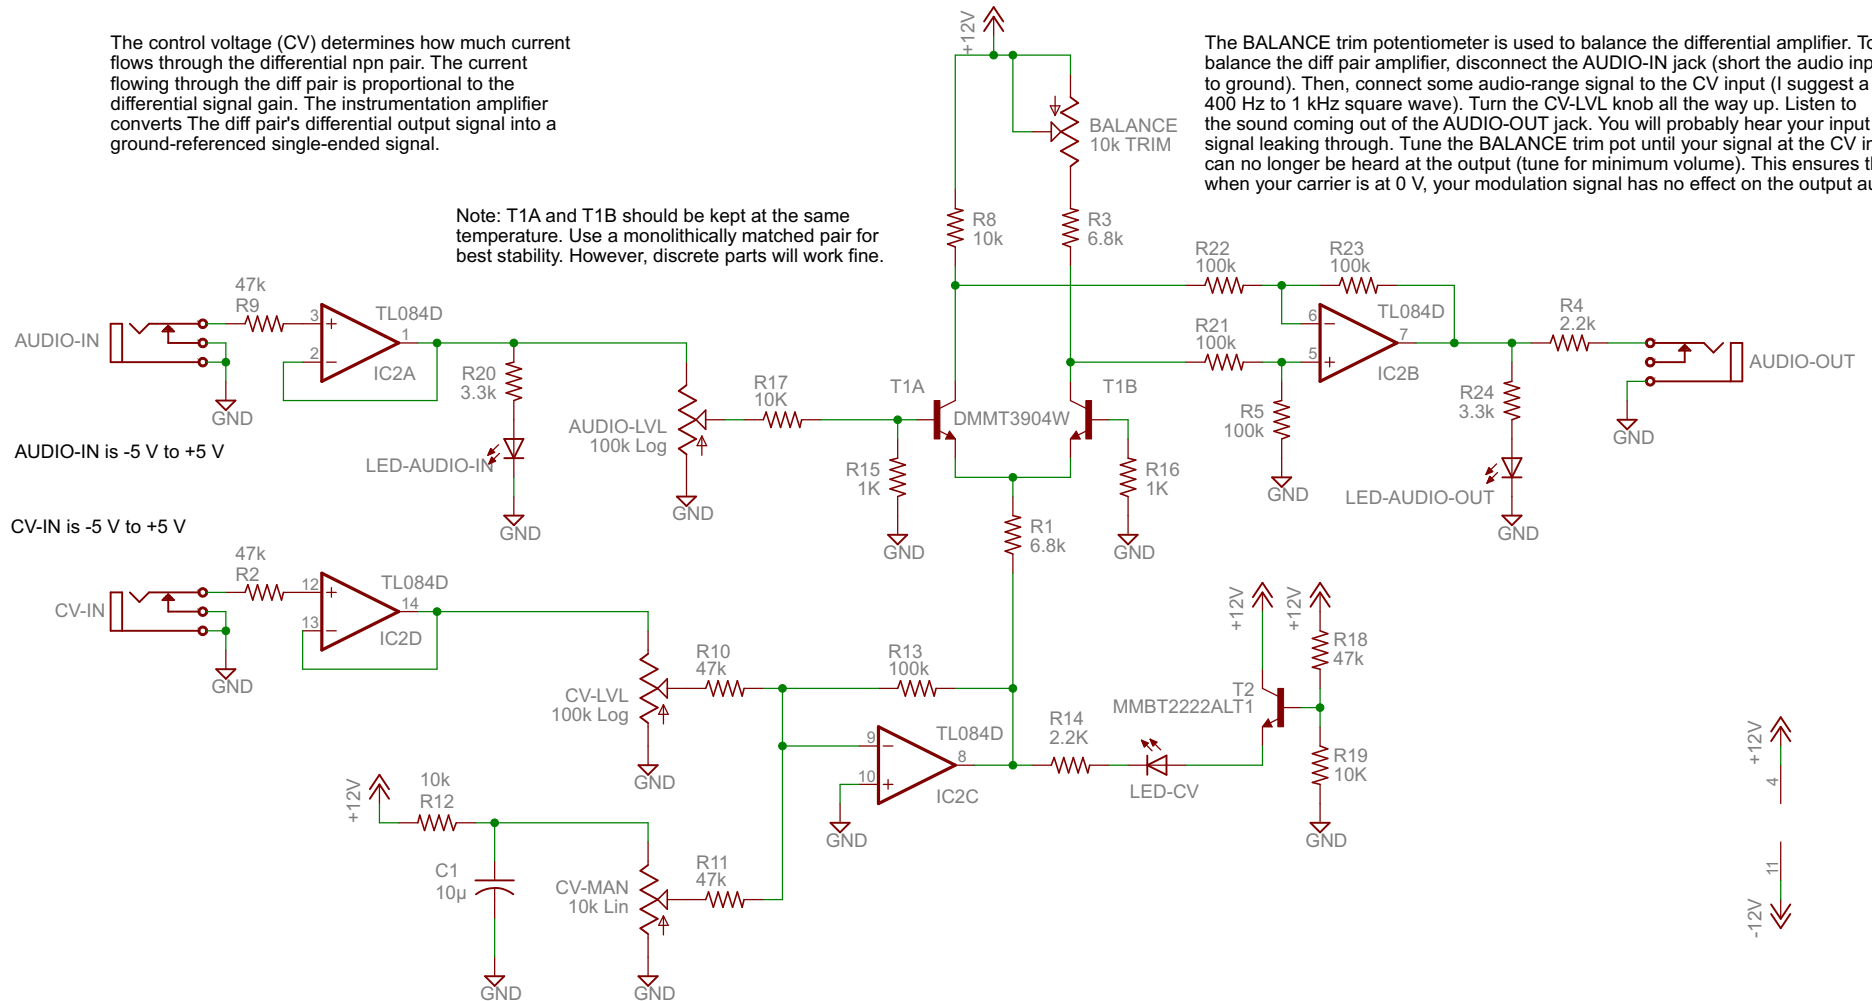 The control voltage (CV) determines how much current
flows through the differential npn pair. The current
flowing through the diff pair is proportional to the
differential signal gain. The instrumentation amplifier
converts The diff pair's differential output signal into a
ground-referenced single-ended signal.
+12V
The BALANCE trim potentiometer is used to balance the differential amplifier. To
balance the diff pair amplifier, disconnect the AUDIO-IN jack (short the audio inp
to ground). Then, connect some audio-range signal to the CV input (I suggest a
400 Hz to 1 kHz square wave). Turn the CV-LVL knob all the way up. Listen to
the sound coming out of the AUDIO-OUT jack. You will probably hear your input
signal leaking through. Tune the BALANCE trim pot until your signal at the CV in
can no longer be heard at the output (tune for minimum volume). This ensures th
when your carrier is at 0 V, your modulation signal has no effect on the output au
BALANCE
10k TRIM
Note: T1A and T1B should be kept at the same
temperature. Use a monolithically matched pair for
best stability. However, discrete parts will work fine.
R8
10k
R3
6.8k
47k
R9
AUDIO-IN
3
2
1
TL084D
IC2A
GND
R20
3.3k
LED-AUDIO-IN
GND
AUDIO-LVL
100k Log
GND
R17
10K
R15
1K
GND
T1A
T1B
DMMT3904W
R16
1K
GND
R22
100k
R23
100k
R21
100k
R5
100k
GND
6
5
7
TL084D
IC2B
R4
2.2k
AUDIO-OUT
GND
R24
3.3k
LED-AUDIO-OUT
GND
AUDIO-IN is -5 V to +5 V
CV-IN is -5 V to +5 V
R1
6.8k
47k
R2
CV-IN
GND
12
13
14
TL084D
IC2D
CV-LVL
100k Log
GND
R10
47k
R13
100k
9
10
8
TL084D
IC2C
GND
R14
2.2K
LED-CV
+12V
+12V
T2
MMBT2222ALT1
R18
47k
R19
10K
GND
+12V
10k
R12
C1
10µ
GND
CV-MAN
10k Lin
GND
R11
47k
+12V
4
11
-12V